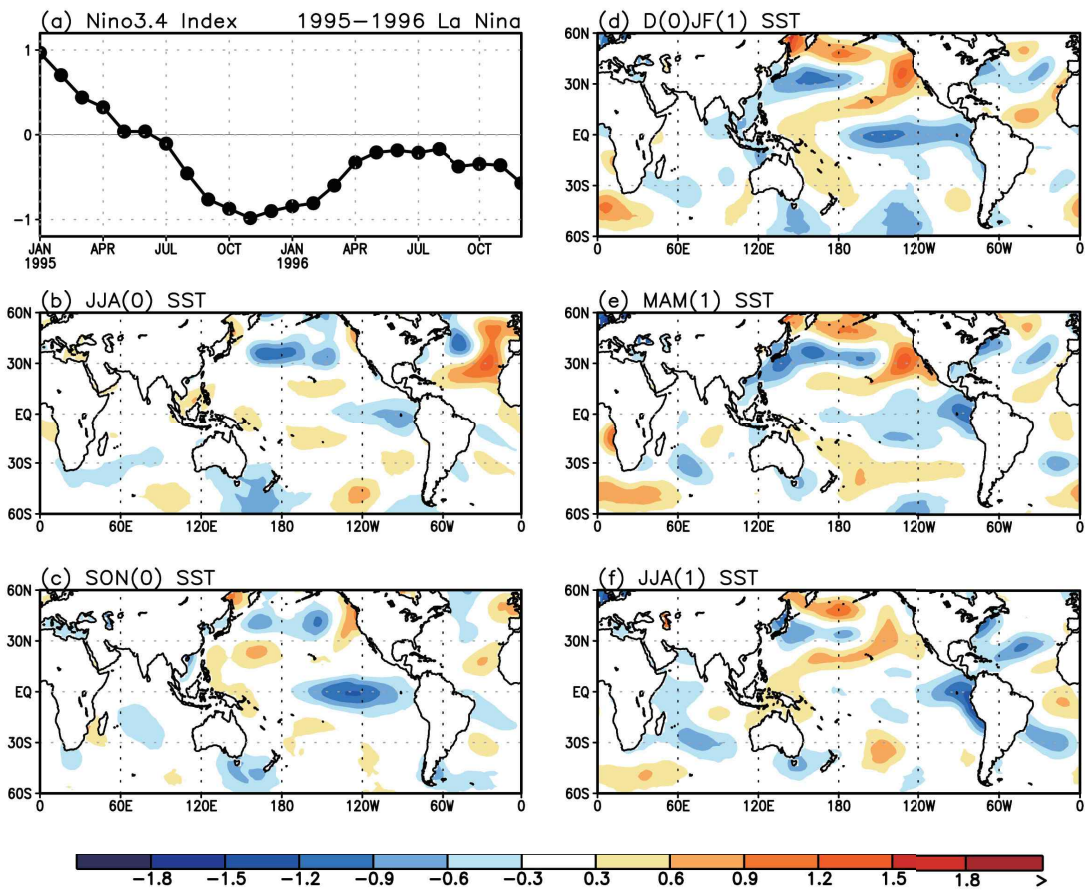 (a) Nino3.4 Index 1995−1996 La Nina
1
0
−1
JAN APR JUL OCT JAN APR JUL OCT
1995 1996
(b) JJA(0) SST
60N
30N
EQ
30S
60S
0 60E 120E 180 120W 60W 0
(c) SON(0) SST
60N
30N
EQ
30S
60S
0 60E 120E 180 120W 60W 0
(d) D(0)JF(1) SST
60N
30N
EQ
30S
60S
0 60E 120E 180 120W 60W 0
(e) MAM(1) SST
60N
30N
EQ
30S
60S
0 60E 120E 180 120W 60W 0
(f) JJA(1) SST
60N
30N
EQ
30S
60S
0 60E 120E 180 120W 60W 0
−1.8 −1.5 −1.2 −0.9 −0.6 −0.3 0.3 0.6 0.9 1.2 1.5 1.8 >